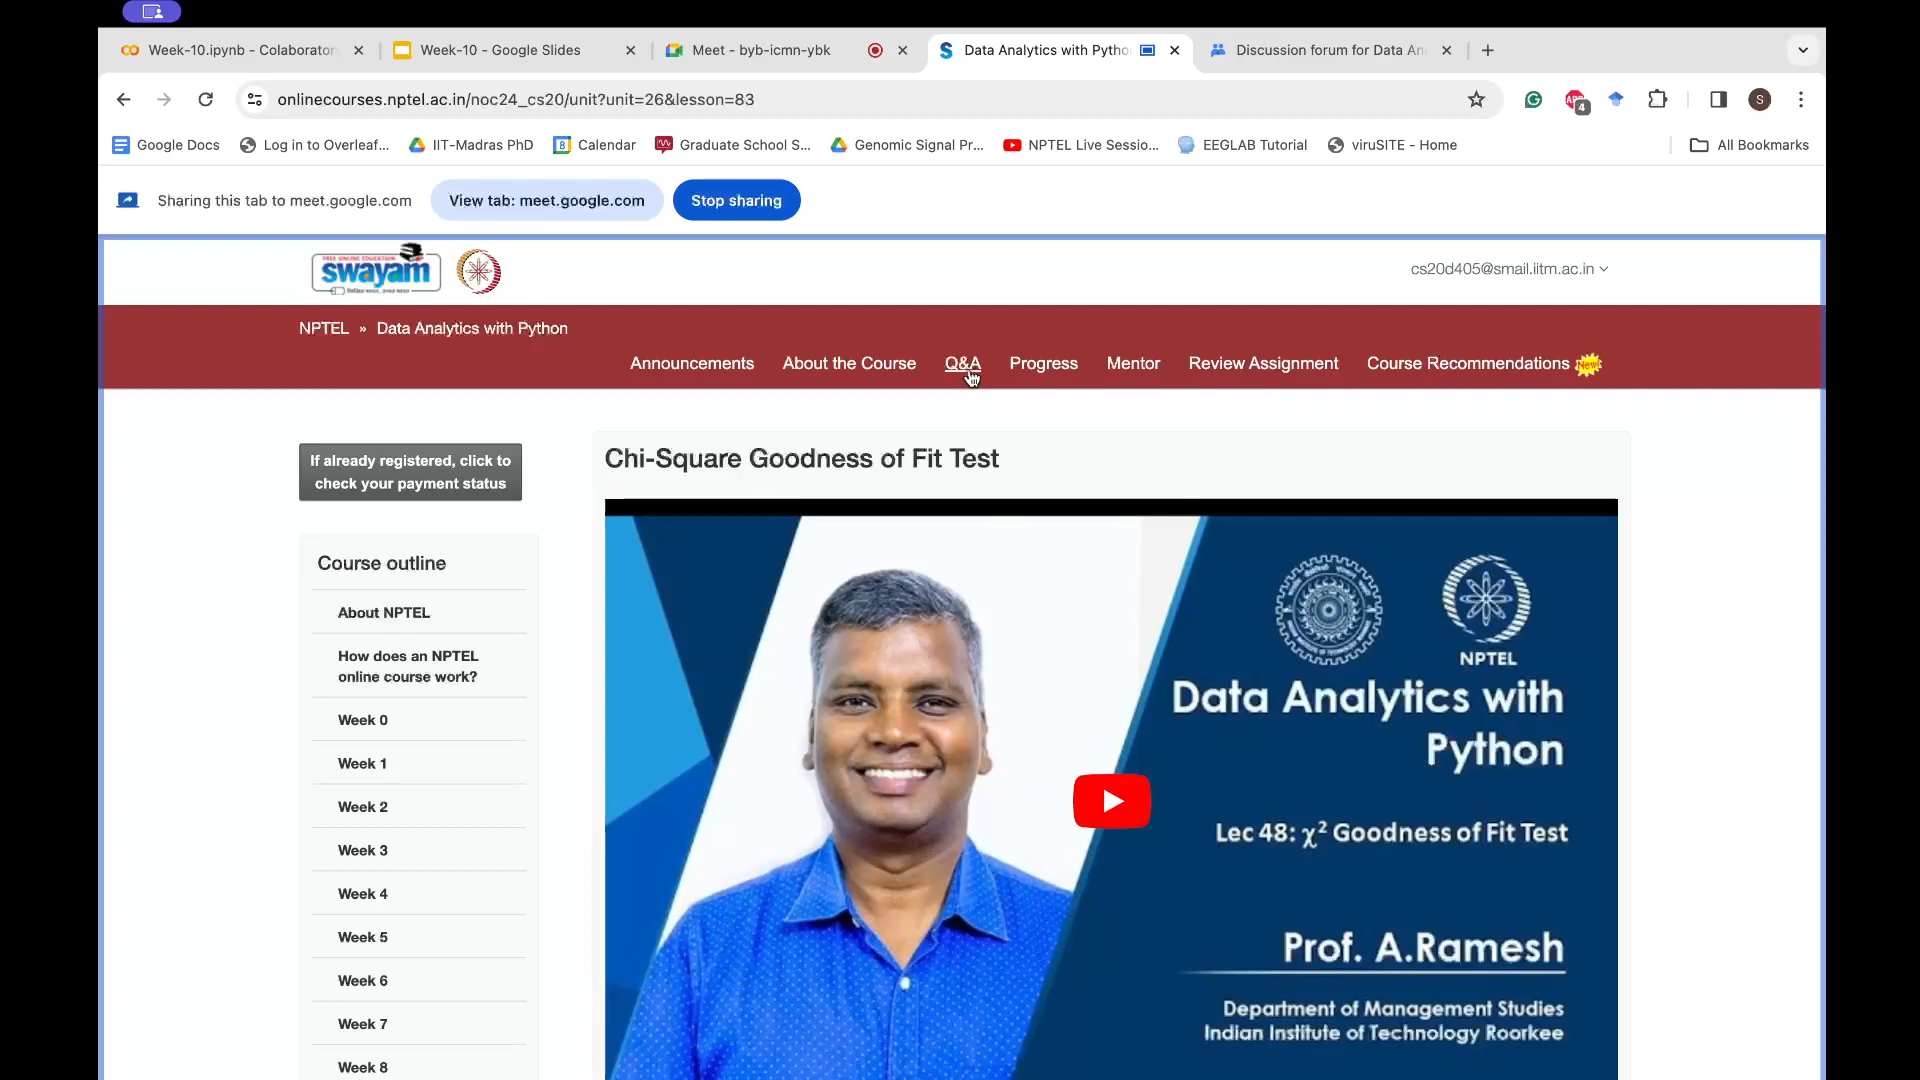 Week-10.ipynb - Colaborator
Week-10 - Google Slides
Meet - byb-icmn-ybk
Data Analytics with Pytho
Discussion forum for Data An
onlinecourses.nptel.ac.in/noc24_cs20/unit?unit=26&lesson=83
4
S
Google Docs
Log in to Overleaf...
IIT-Madras PhD
8 Calendar
Graduate School S...
Genomic Signal Pr...
NPTEL Live Sessio...
EEGLAB Tutorial
viruSITE - Home
All Bookmarks
Sharing this tab to meet.google.com
View tab: meet.google.com
Stop sharing
FREE ONLINE EDUCATION
swayam
cs20d405@smail.iitm.ac.in
NPTEL » Data Analytics with Python
Announcements
About the Course
Q&A
Progress
Mentor
Review Assignment
Course Recommendations New!
If already registered, click to
check your payment status
Course outline
About NPTEL
How does an NPTEL
online course work?
Week 0
Week 1
Week 2
Week 3
Week 4
Week 5
Week 6
Week 7
Week 8
Chi-Square Goodness of Fit Test
NPTEL
Data Analytics with
Python
Lec 48: χ² Goodness of Fit Test
Prof. A.Ramesh
Department of Management Studies
Indian Institute of Technology Roorkee